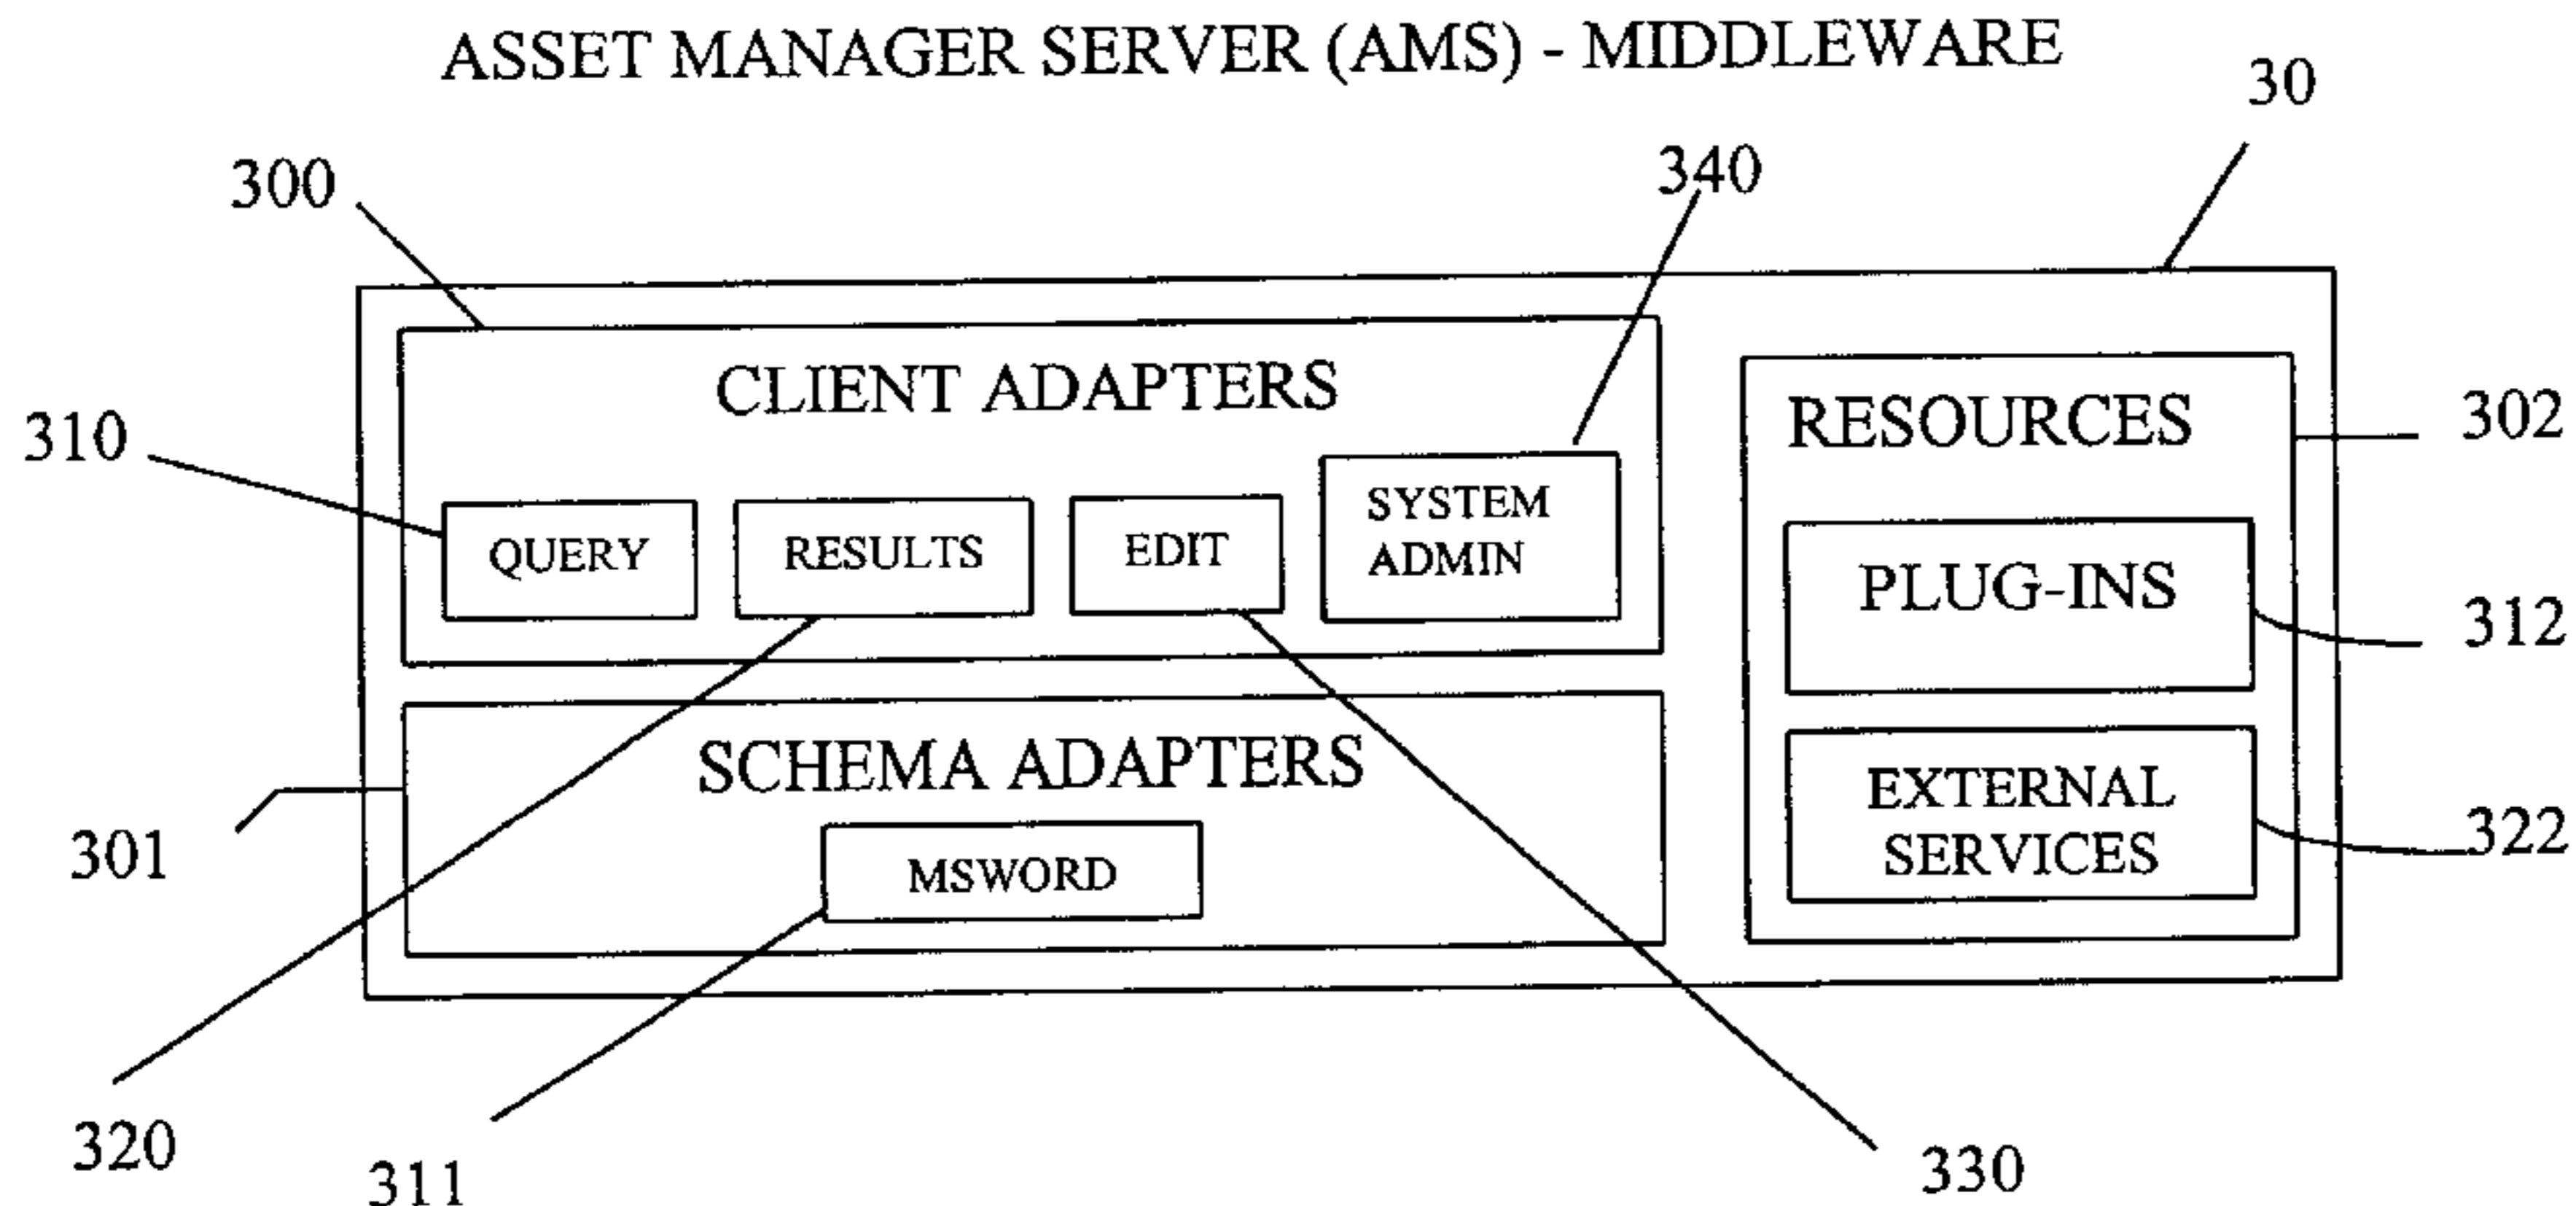 ASSET MANAGER SERVER (AMS) - MIDDLEWARE
30
300
340
CLIENT ADAPTERS
RESOURCES
302
310
QUERY
RESULTS
EDIT
SYSTEM
ADMIN
PLUG-INS
312
SCHEMA ADAPTERS
EXTERNAL
SERVICES
322
301
MSWORD
320
311
330